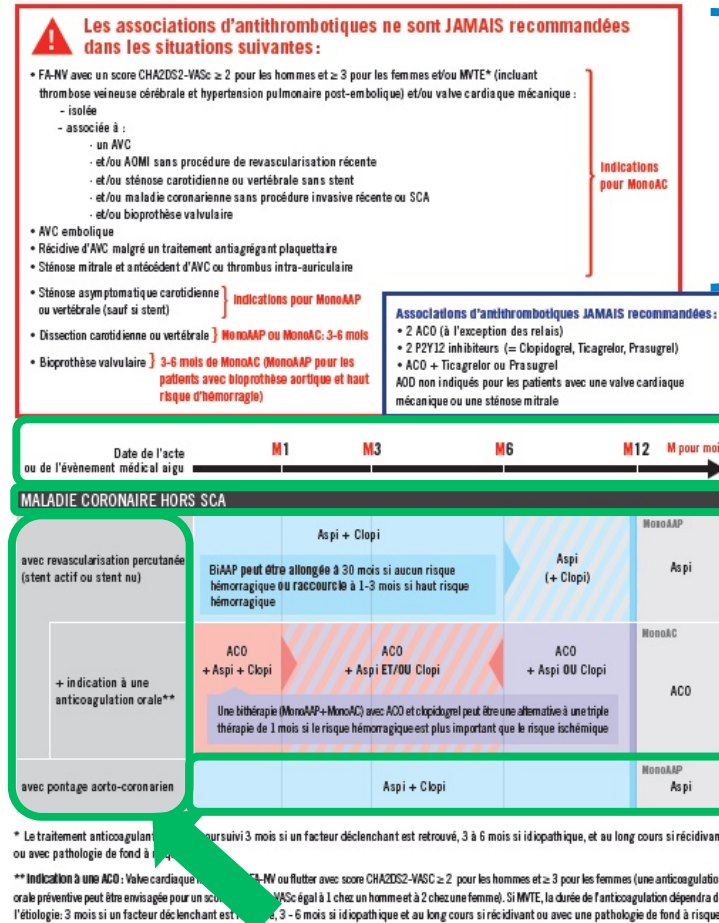 Les associations d'antithrombotiques ne sont JAMAIS recommandées
dans les situations suivantes :
• FA-NV avec un score CHA2DS2-VASc ≥ 2 pour les hommes et ≥ 3 pour les femmes et/ou MVTE* (incluant
thrombose veineuse cérébrale et hypertension pulmonaire post-embolique) et/ou valve cardiaque mécanique :
- isolée
- associée à :
· un AVC
· et/ou AOMI sans procédure de revascularisation récente
· et/ou sténose carotidienne ou vertébrale sans stent
· et/ou maladie coronarienne sans procédure invasive récente ou SCA
· et/ou bioprothèse valvulaire
• AVC embolique
• Récidive d'AVC malgré un traitement antiagrégant plaquettaire
• Sténose mitrale et antécédent d'AVC ou thrombus intra-auriculaire
Indications
pour MonoAC
• Sténose asymptomatique carotidienne
ou vertébrale (sauf si stent)
Indications pour MonoAAP
• Dissection carotidienne ou vertébrale
MonoAAP ou MonoAC: 3-6 mois
• Bioprothèse valvulaire
3-6 mois de MonoAC (MonoAAP pour les
patients avec bioprothèse aortique et haut
risque d'hémorragie)
Associations d'antithrombotiques JAMAIS recommandées :
• 2 ACO (à l'exception des relais)
• 2 P2Y12 inhibiteurs (= Clopidogrel, Ticagrelor, Prasugrel)
• ACO + Ticagrelor ou Prasugrel
AOD non indiqués pour les patients avec une valve cardiaque
mécanique ou une sténose mitrale
Date de l'acte
ou de l'évènement médical aigu
M1 M3 M6 M12 M pour moi
MALADIE CORONAIRE HORS SCA
avec revascularisation percutanée
(stent actif ou stent nu)
Aspi + Clopi
BiAAP peut être allongée à 30 mois si aucun risque
hémorragique ou raccourcie à 1-3 mois si haut risque
hémorragique
Aspi
(+ Clopi)
MonoAAP
Aspi
+ indication à une
anticoagulation orale**
ACO
+ Aspi + Clopi
ACO
+ Aspi ET/OU Clopi
ACO
+ Aspi OU Clopi
MonoAC
ACO
Une bithérapie (MonoAAP+MonoAC) avec ACO et clopidogrel peut être une alternative à une triple
thérapie de 1 mois si le risque hémorragique est plus important que le risque ischémique
avec pontage aorto-coronarien
Aspi + Clopi
MonoAAP
Aspi
* Le traitement anticoagulant oursuivi 3 mois si un facteur déclenchant est retrouvé, 3 à 6 mois si idiopathique, et au long cours si récidivan
ou avec pathologie de fond à
** Indication à une ACO : Valve cardiaque FA-NV ou flutter avec score CHA2DS2-VASC ≥ 2 pour les hommes et ≥ 3 pour les femmes (une anticoagulatio
orale préventive peut être envisagée pour un sco VASc égal à 1 chez un homme et à 2 chez une femme). Si MVTE, la durée de l'anticoagulation dépendra d
l'étiologie: 3 mois si un facteur déclenchant est , 3 - 6 mois si idiopathique et au long cours si récidivant ou avec une pathologie de fond à risque